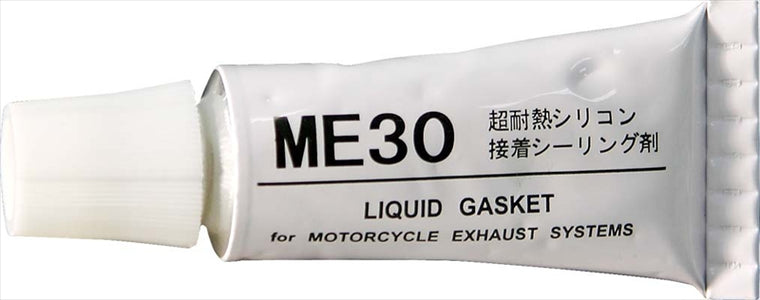 ME30
超耐熱シリコン
接着シーリング剤
LIQUID GASKET
for MOTORCYCLE EXHAUST SYSTEMS